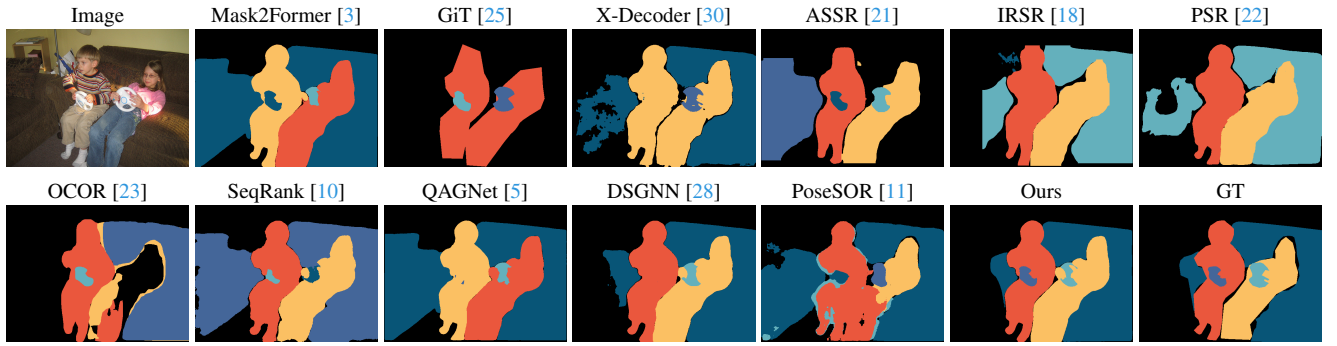 Image Mask2Former [3] GiT [25] X-Decoder [30] ASSR [21] IRSR [18] PSR [22]
OCOR [23] SeqRank [10] QAGNet [5] DSGNN [28] PoseSOR [11] Ours GT